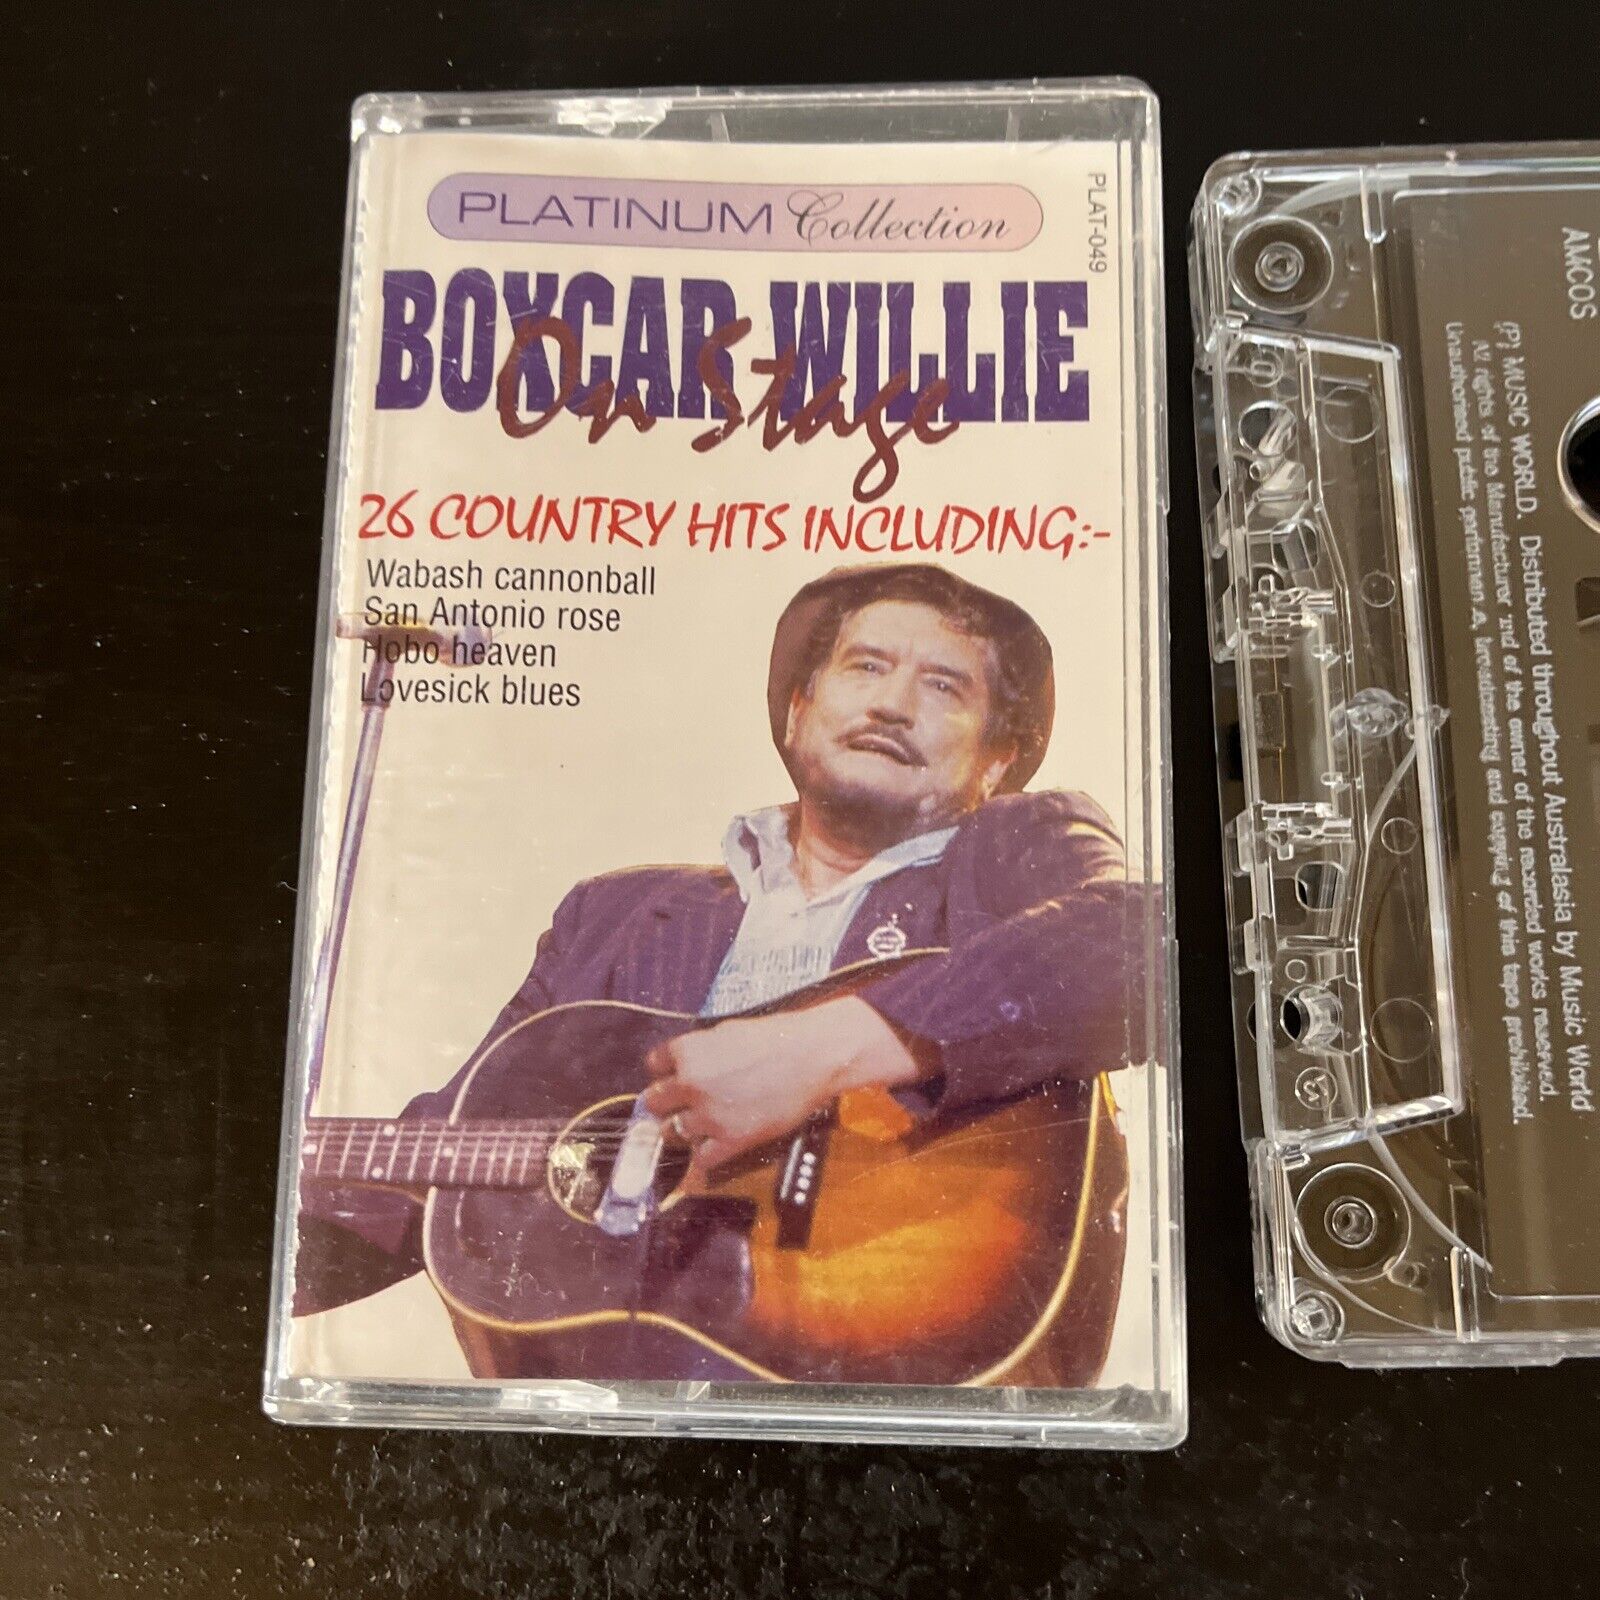 PLATINUM Collection
PLAT-049
BOXCAR WILLIE
On Stage
26 COUNTRY HITS INCLUDING:-
Wabash cannonball
San Antonio rose
Hobo heaven
Lovesick blues
AMCOS
(P) MUSIC WORLD. Distributed throughout Australasia by Music World
All rights of the Manufacturer and of the owner of the recorded works reserved.
Unauthorised public performance, broadcasting and copying of this tape prohibited.